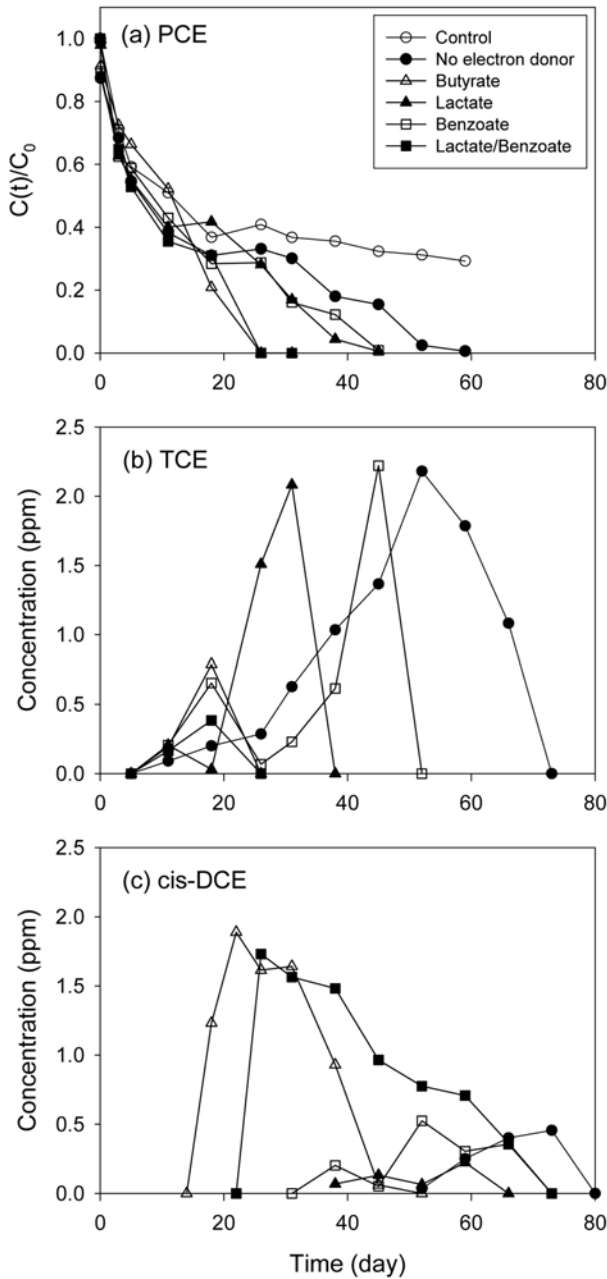 (a) PCE
Control
No electron donor
Butyrate
Lactate
Benzoate
Lactate/Benzoate
C(t)/C₀
1.0
0.8
0.6
0.4
0.2
0.0
0 20 40 60 80
(b) TCE
Concentration (ppm)
2.5
2.0
1.5
1.0
0.5
0.0
0 20 40 60 80
(c) cis-DCE
Concentration (ppm)
2.5
2.0
1.5
1.0
0.5
0.0
0 20 40 60 80
Time (day)